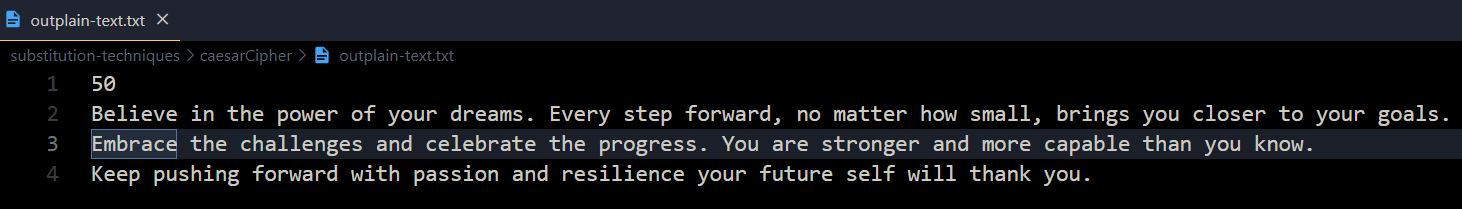 outplain-text.txt ×
substitution-techniques > caesarCipher > outplain-text.txt
1 50
2 Believe in the power of your dreams. Every step forward, no matter how small, brings you closer to your goals.
3 Embrace the challenges and celebrate the progress. You are stronger and more capable than you know.
4 Keep pushing forward with passion and resilience your future self will thank you.